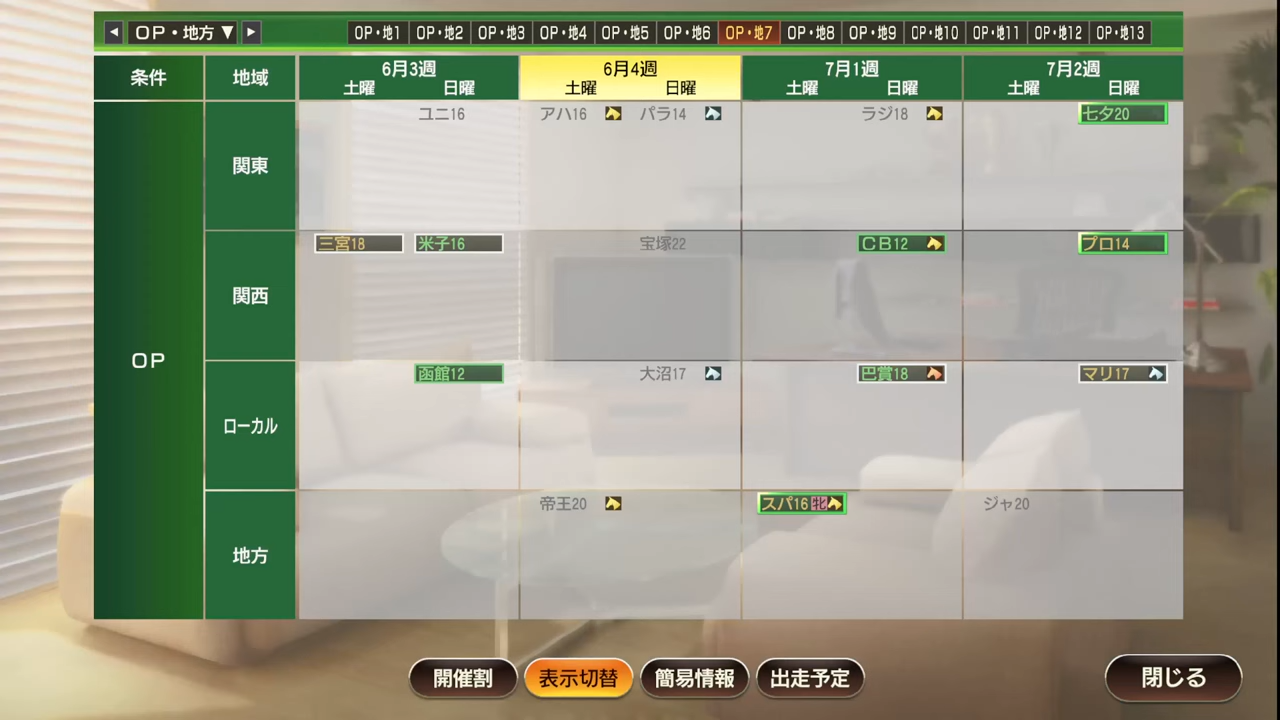 ◀ OP・地方▼ ▶ OP・地1 OP・地2 OP・地3 OP・地4 OP・地5 OP・地6 OP・地7 OP・地8 OP・地9 OP・地10 OP・地11 OP・地12 OP・地13
条件 地域 6月3週 6月4週 7月1週 7月2週
土曜 日曜 土曜 日曜 土曜 日曜 土曜 日曜
ユニ16 アハ16 パラ14 ラジ18 七夕20
関東
三宮18 米子16 宝塚22 CB12 プロ14
関西
OP
函館12 大沼17 巴賞18 マリ17
ローカル
帝王20 スパ16牝 ジャ20
地方
開催割 表示切替 簡易情報 出走予定 閉じる